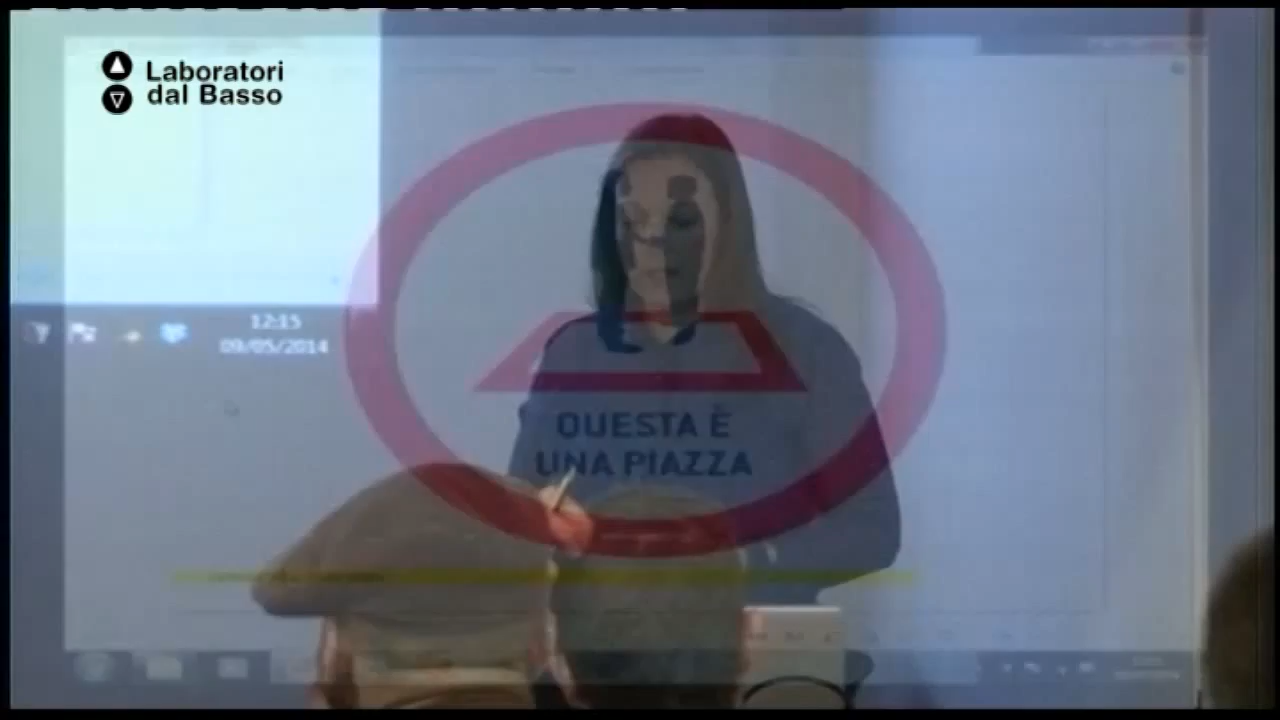 Laboratori
dal Basso
12:15
09/05/2014
QUESTA È
UNA PIAZZA